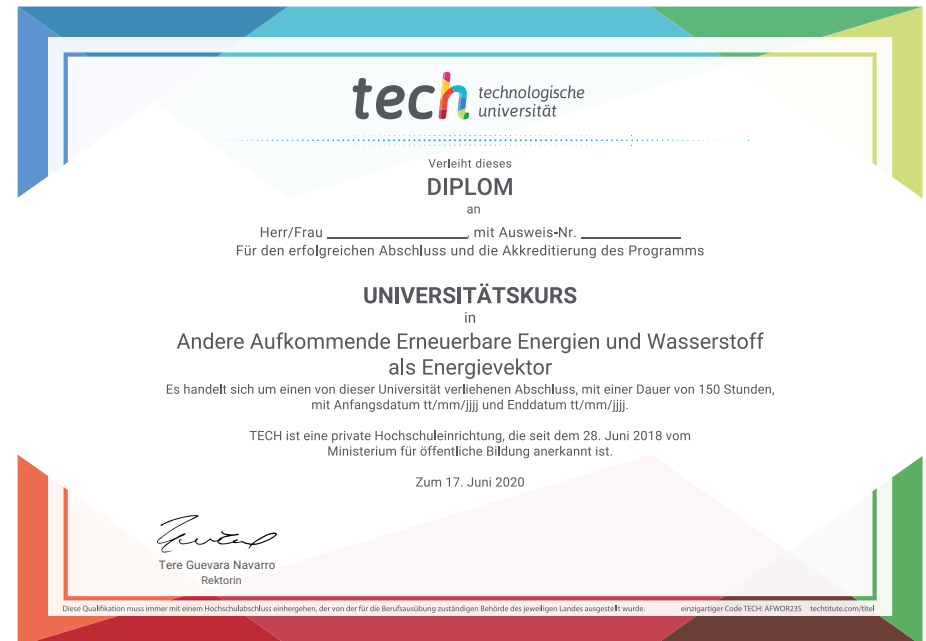 tech technologische
universität
Verleiht dieses
DIPLOM
an
Herr/Frau ____________, mit Ausweis-Nr. ____________
Für den erfolgreichen Abschluss und die Akkreditierung des Programms
UNIVERSITÄTSKURS
in
Andere Aufkommende Erneuerbare Energien und Wasserstoff
als Energievektor
Es handelt sich um einen von dieser Universität verliehenen Abschluss, mit einer Dauer von 150 Stunden,
mit Anfangsdatum tt/mm/jjjj und Enddatum tt/mm/jjjj.
TECH ist eine private Hochschuleinrichtung, die seit dem 28. Juni 2018 vom
Ministerium für öffentliche Bildung anerkannt ist.
Zum 17. Juni 2020
Tere Guevara Navarro
Rektorin
Diese Qualifikation muss immer mit einem Hochschulabschluss einhergehen, der von der für die Berufsausübung zuständigen Behörde des jeweiligen Landes ausgestellt wurde. einzigartiger Code TECH: AFWOR23S techtitute.com/titel